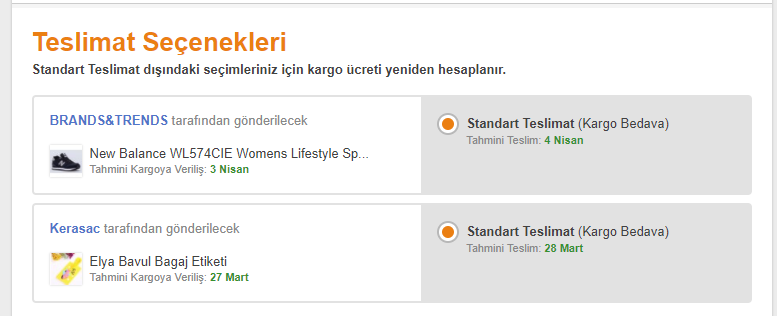 Teslimat Seçenekleri
Standart Teslimat dışındaki seçimleriniz için kargo ücreti yeniden hesaplanır.
BRANDS&TRENDS tarafından gönderilecek
New Balance WL574CIE Womens Lifestyle Sp...
Tahmini Kargoya Veriliş: 3 Nisan
Standart Teslimat (Kargo Bedava)
Tahmini Teslim: 4 Nisan
Kerasac tarafından gönderilecek
Elya Bavul Bagaj Etiketi
Tahmini Kargoya Veriliş: 27 Mart
Standart Teslimat (Kargo Bedava)
Tahmini Teslim: 28 Mart